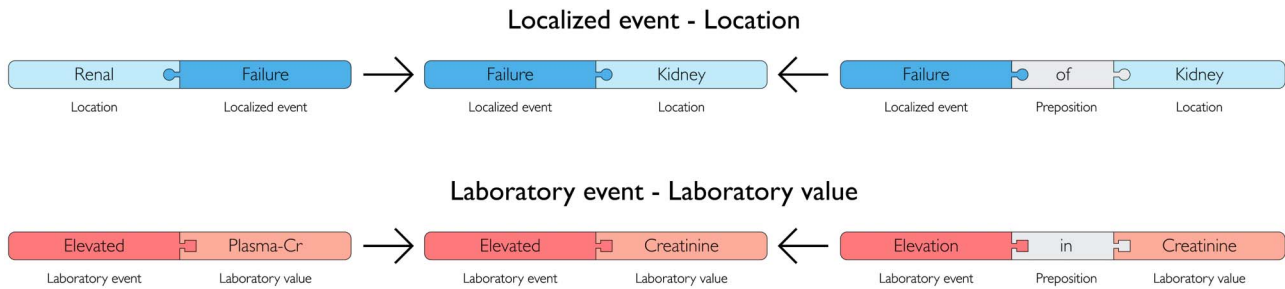 Localized event - Location
Renal Failure Failure Kidney Failure of Kidney
Location Localized event Localized event Location Localized event Preposition Location
Laboratory event - Laboratory value
Elevated Plasma-Cr Elevated Creatinine Elevation in Creatinine
Laboratory event Laboratory value Laboratory event Laboratory value Laboratory event Preposition Laboratory value